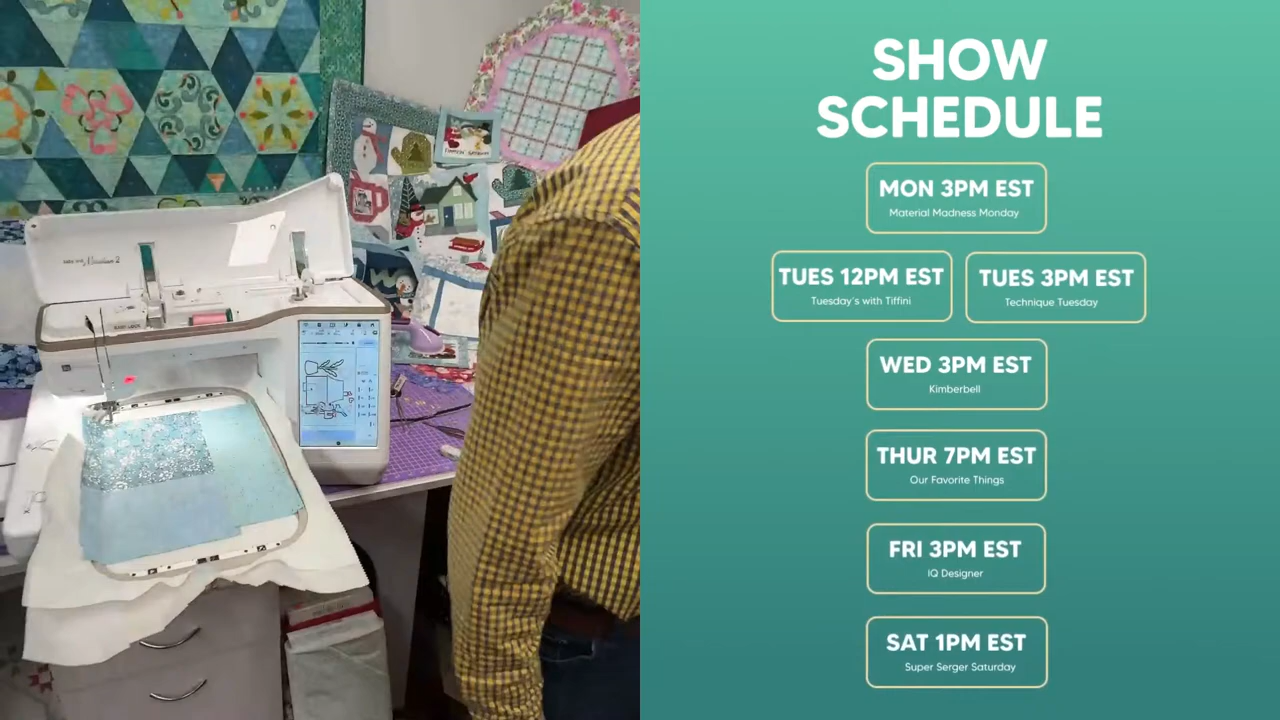 BABY LOCK
SHOW
SCHEDULE
MON 3PM EST
Material Madness Monday
TUES 12PM EST
Tuesday's with Tiffini
TUES 3PM EST
Technique Tuesday
WED 3PM EST
Kimberbell
THUR 7PM EST
Our Favorite Things
FRI 3PM EST
IQ Designer
SAT 1PM EST
Super Serger Saturday